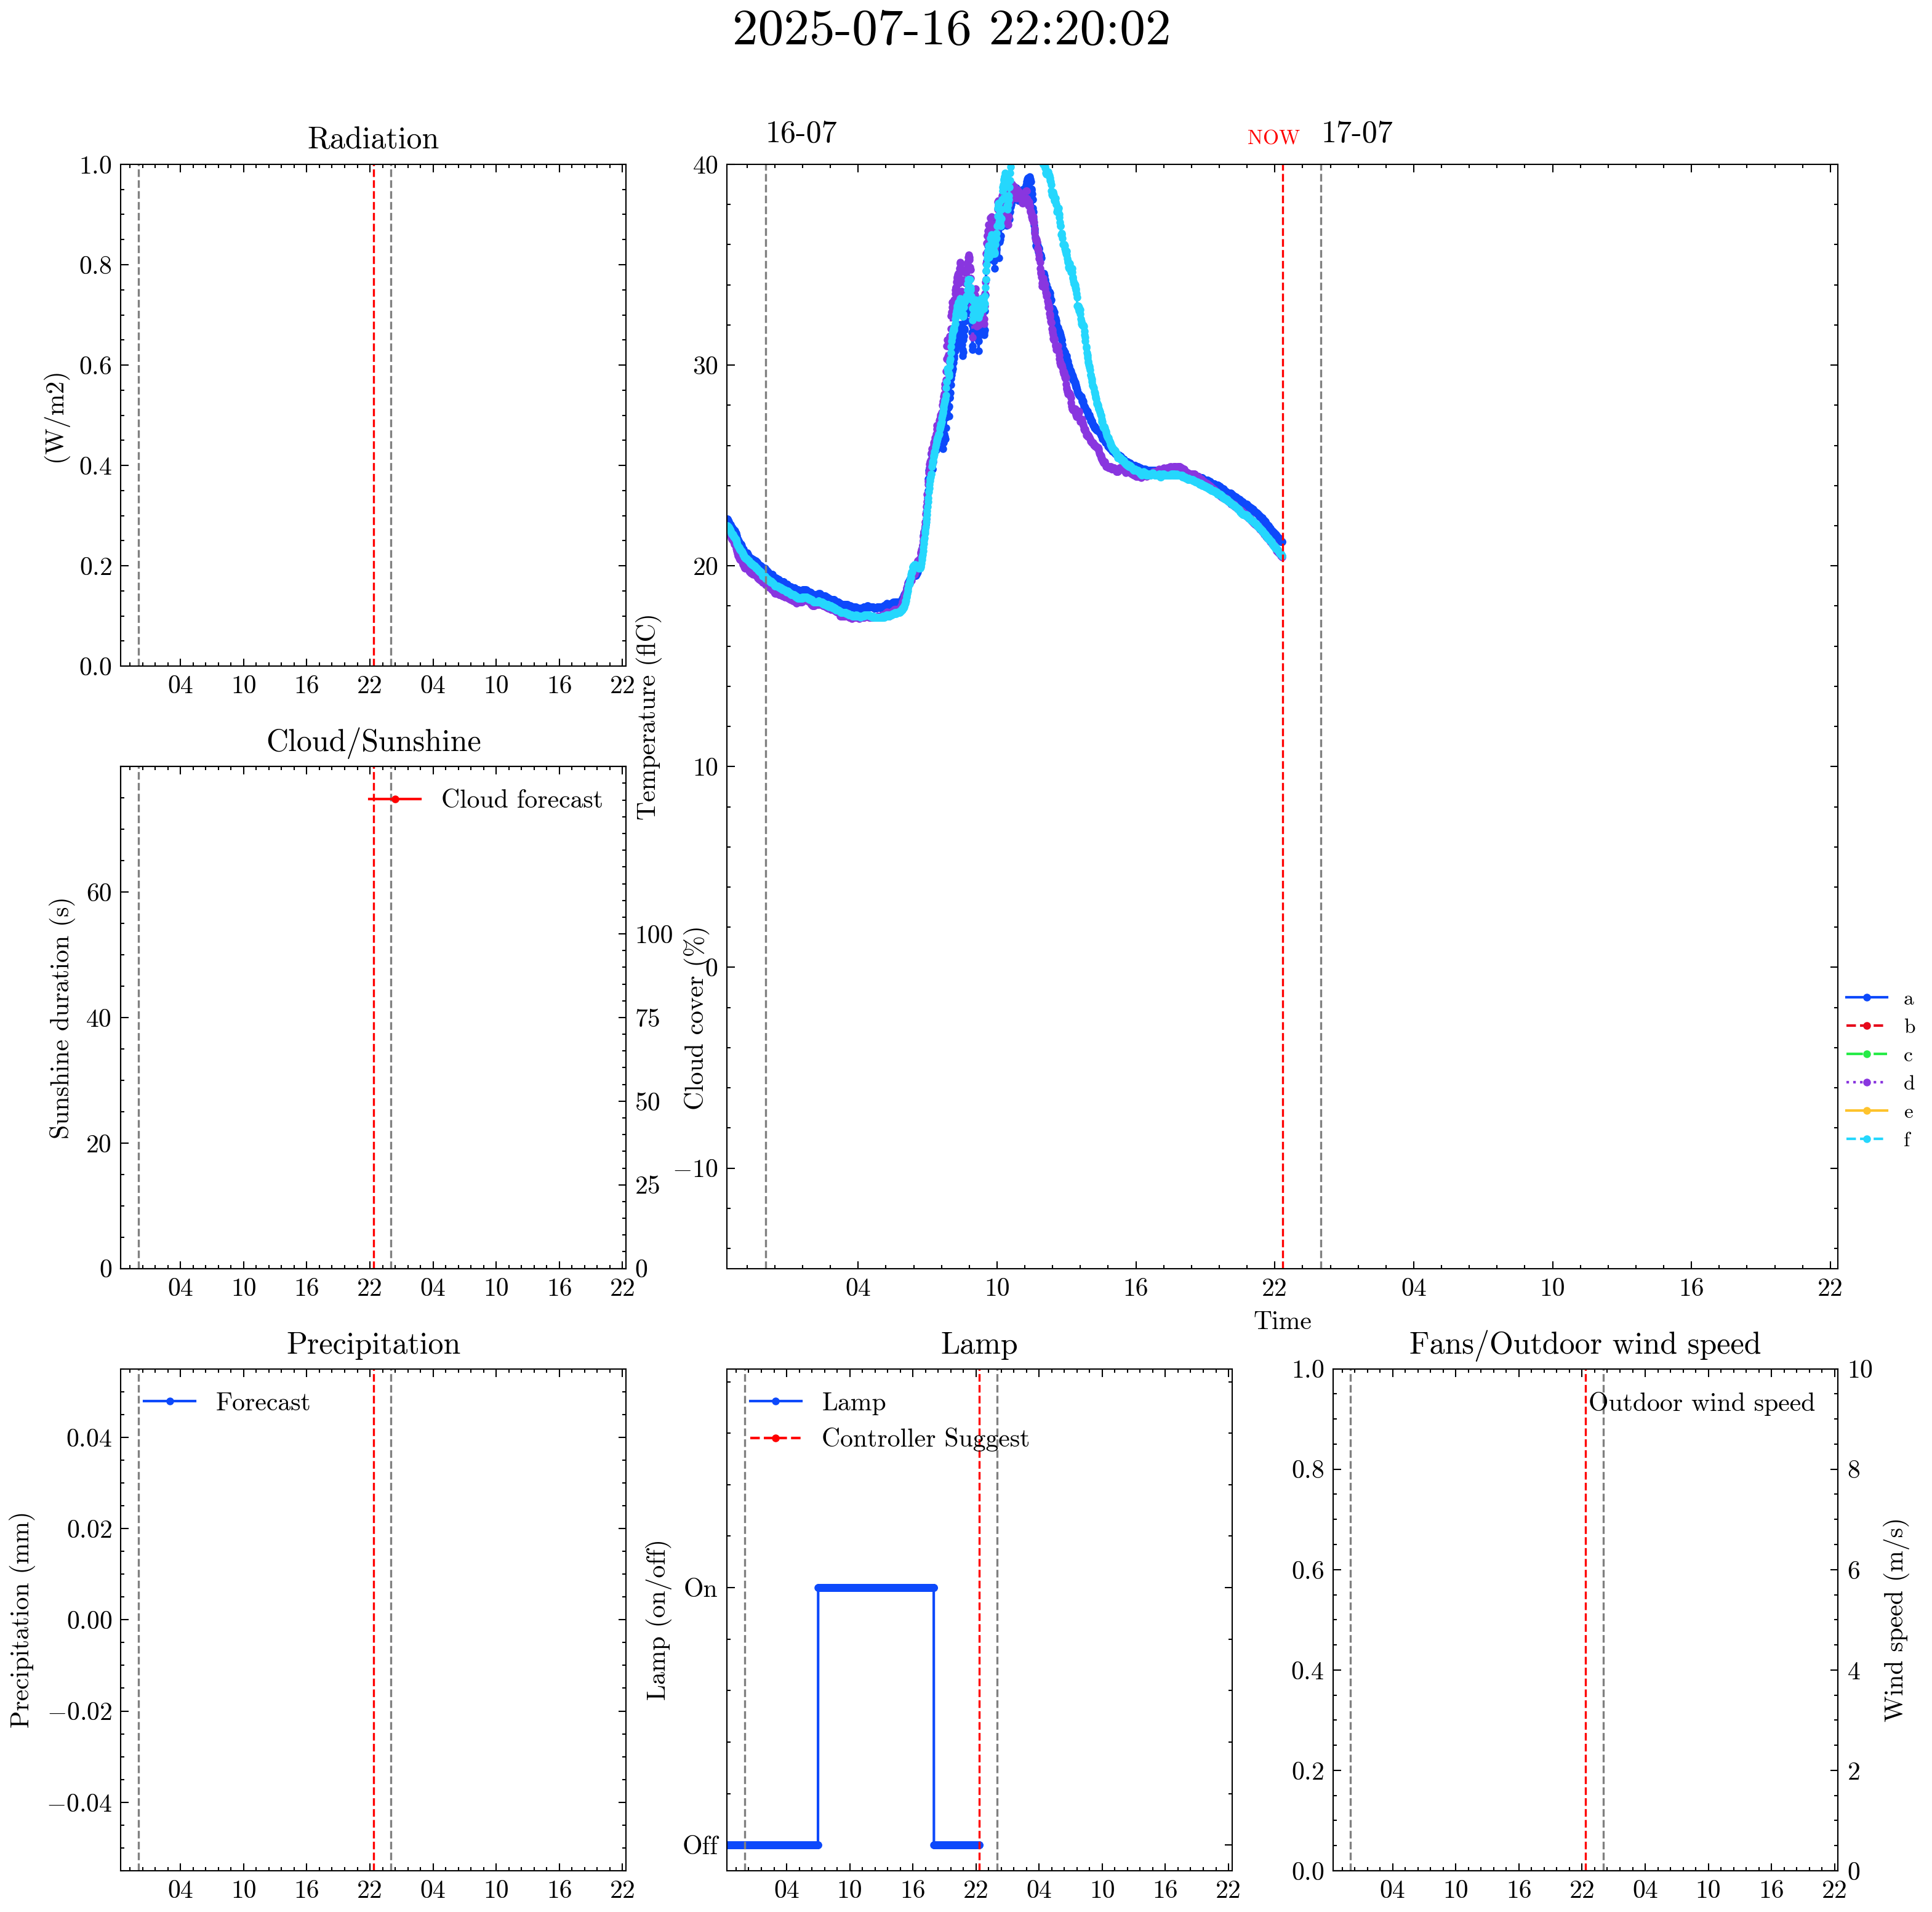 2025-07-16 22:20:02
Radiation
1.0
0.8
0.6
0.4
0.2
0.0
(W/m2)
04 10 16 22 04 10 16 22
16-07
NOW
17-07
40
30
20
10
0
−10
Temperature (flC)
04 10 16 22 04 10 16 22
Time
a
b
c
d
e
f
Cloud/Sunshine
Cloud forecast
60
40
20
0
Sunshine duration (s)
100
75
50
25
0
Cloud cover (%)
04 10 16 22 04 10 16 22
Precipitation
Forecast
0.04
0.02
0.00
−0.02
−0.04
Precipitation (mm)
04 10 16 22 04 10 16 22
Lamp
Lamp
Controller Suggest
On
Off
Lamp (on/off)
04 10 16 22 04 10 16 22
Fans/Outdoor wind speed
Outdoor wind speed
1.0
0.8
0.6
0.4
0.2
0.0
10
8
6
4
2
0
Wind speed (m/s)
04 10 16 22 04 10 16 22